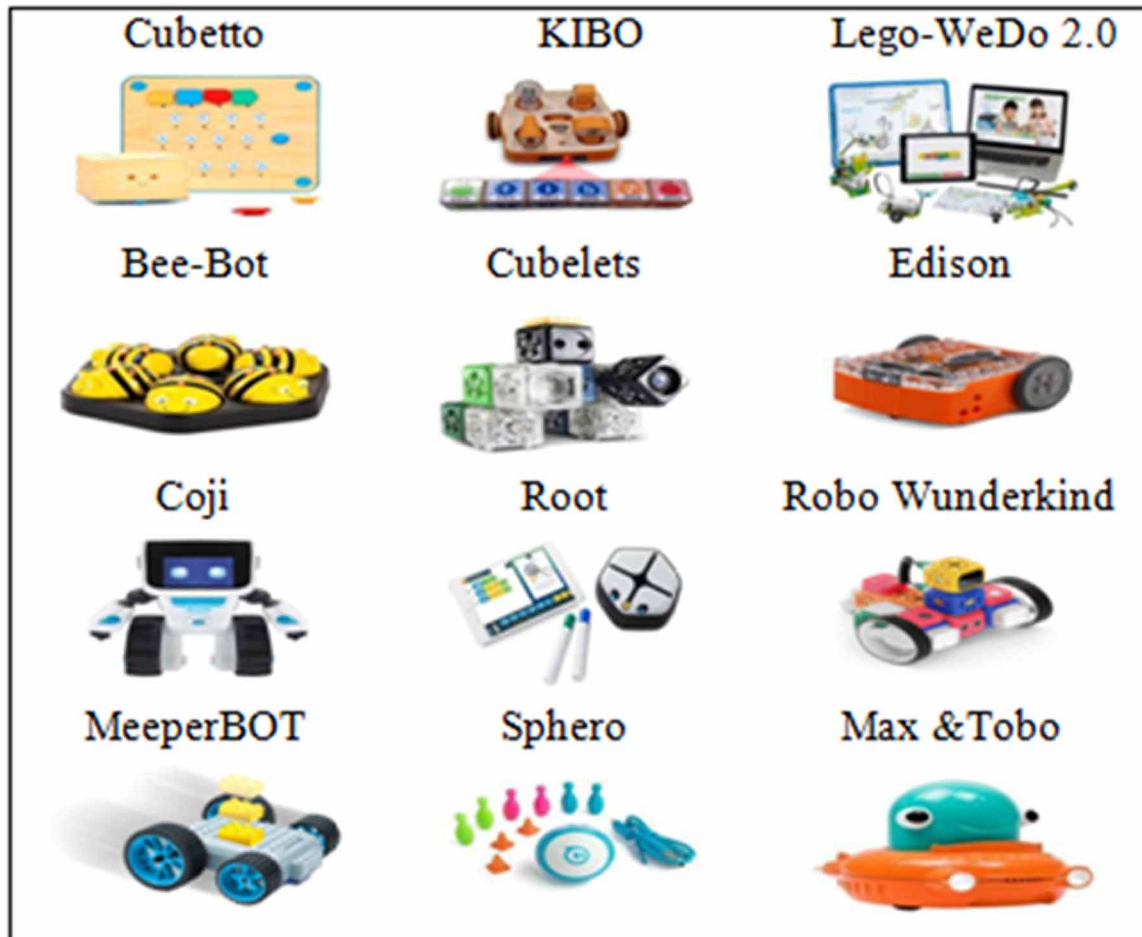 Cubetto KIBO Lego-WeDo 2.0
Bee-Bot Cubelets Edison
Coji Root Robo Wunderkind
MeeperBOT Sphero Max &Tobo